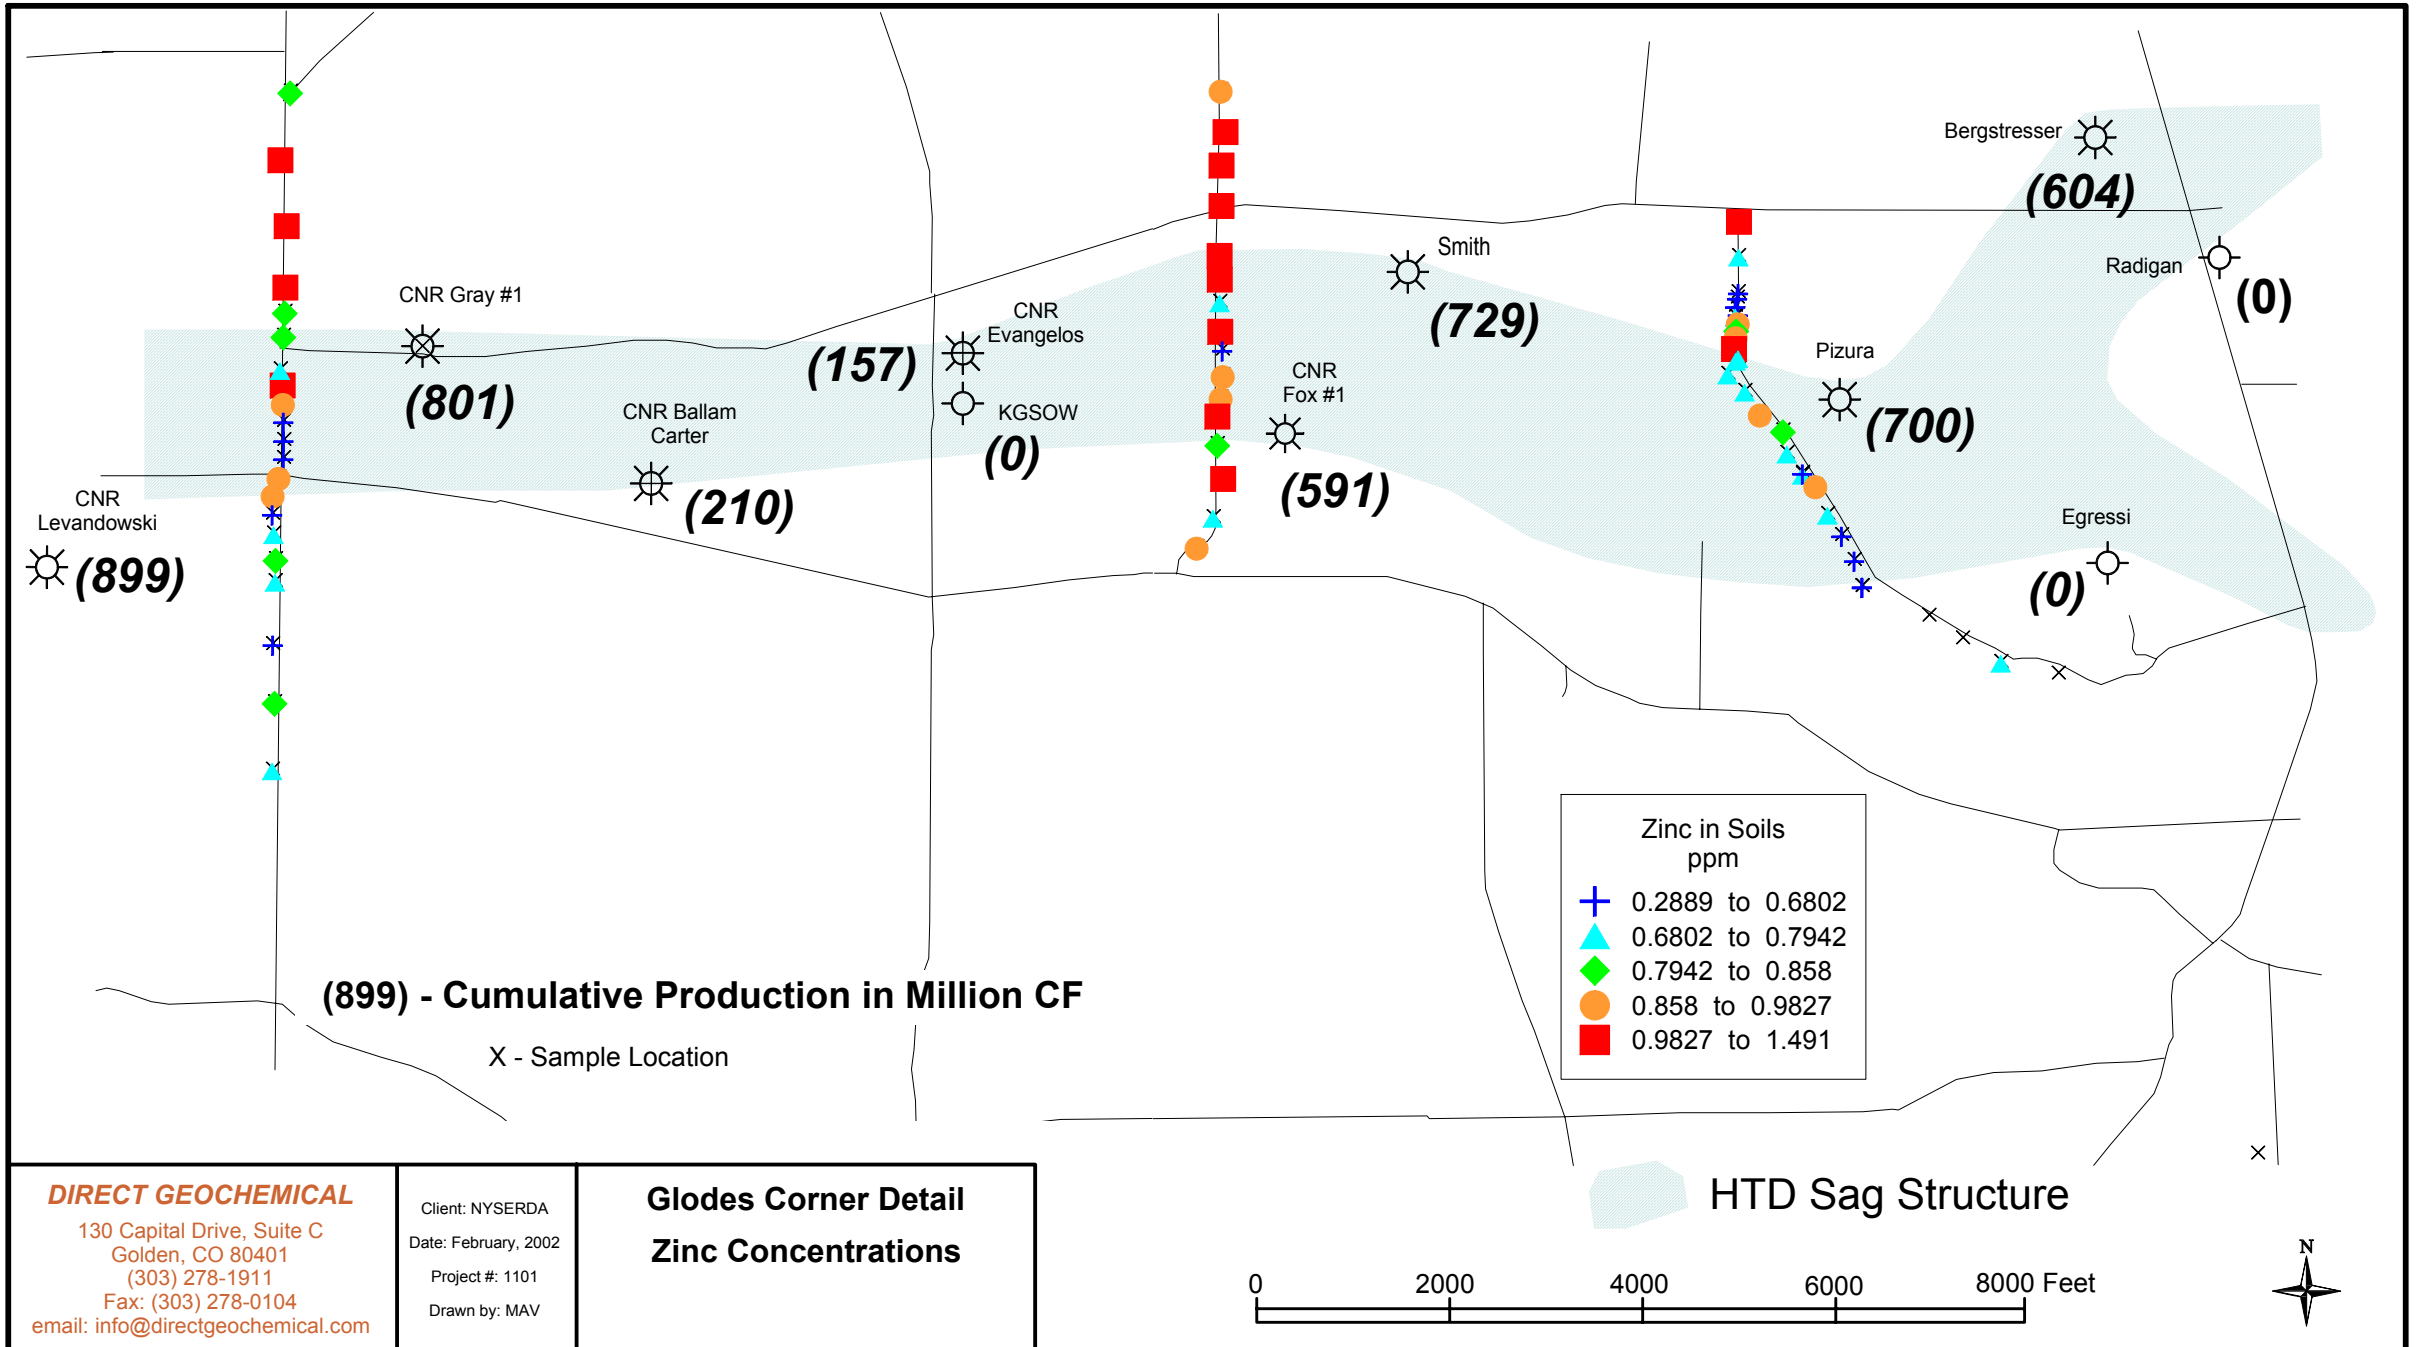 Bergstresser
(604)
Smith
Radigan
(0)
CNR Gray #1
CNR
Evangelos
(729)
(157)
Pizura
CNR
Fox #1
(801)
CNR Ballam
Carter
KGSOW
(700)
(0)
CNR
Levandowski
(210)
(591)
Egressi
(899)
(0)
Zinc in Soils
ppm
0.2889 to 0.6802
0.6802 to 0.7942
0.7942 to 0.858
0.858 to 0.9827
0.9827 to 1.491
(899) - Cumulative Production in Million CF
X - Sample Location
HTD Sag Structure
DIRECT GEOCHEMICAL
130 Capital Drive, Suite C
Golden, CO 80401
(303) 278-1911
Fax: (303) 278-0104
email: info@directgeochemical.com
Client: NYSERDA
Date: February, 2002
Project #: 1101
Drawn by: MAV
Glodes Corner Detail
Zinc Concentrations
0 2000 4000 6000 8000 Feet
N